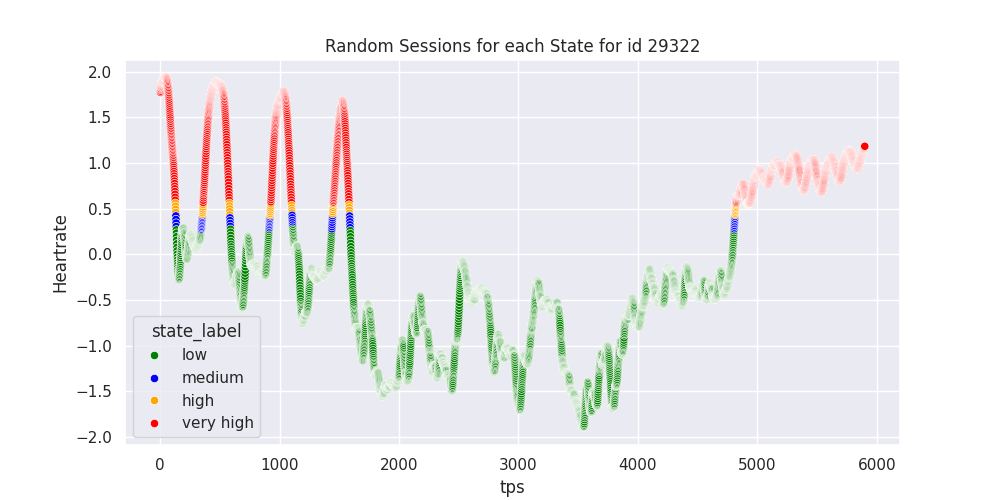 Random Sessions for each State for id 29322
2.0
1.5
1.0
0.5
0.0
−0.5
−1.0
−1.5
−2.0
Heartrate
state_label
low
medium
high
very high
0 1000 2000 3000 4000 5000 6000
tps